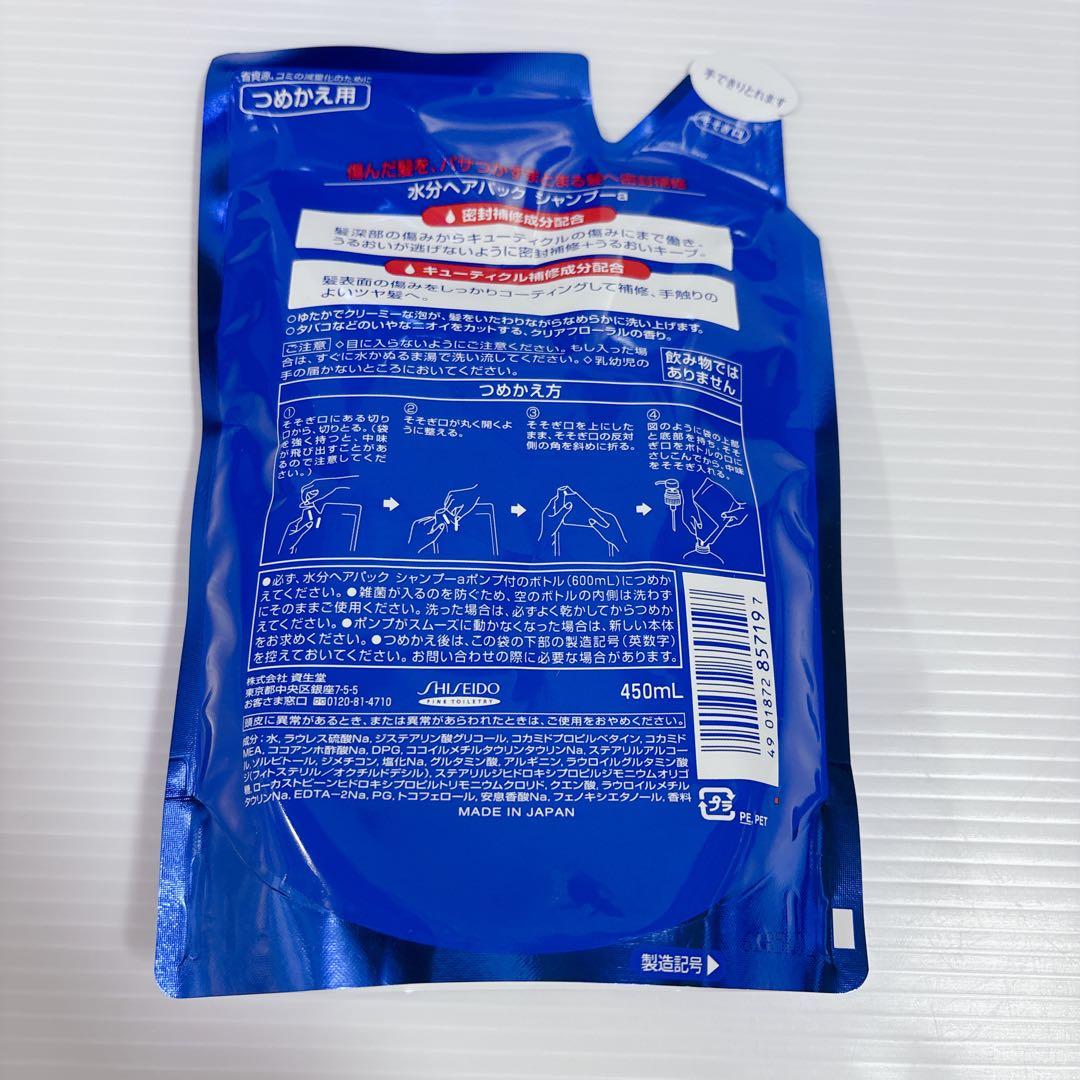 省資源、ゴミの減量化のために
つめかえ用
手できりとれます
そそぎ口
傷んだ髪を、パサつかずまとまる髪へ密封補修
水分ヘアパック シャンプーa
密封補修成分配合
髪深部の傷みからキューティクルの傷みにまで働き。
うるおいが逃げないように密封補修+うるおいキープ。
キューティクル補修成分配合
髪表面の傷みをしっかりコーティングして補修、手触りの
よいツヤ髪へ。
○ゆたかでクリーミーな泡が、髪をいたわりながらなめらかに洗い上げます。
○タバコなどのいやなニオイをカットする、クリアフローラルの香り。
ご注意 ◇目に入らないようにご注意ください。もし入った場
合は、すぐに水かぬるま湯で洗い流してください。◇乳幼児の
手の届かないところにおいてください。
飲み物では
ありません
つめかえ方
①
そそぎ口にある切り
口から、切りとる。(袋
を強く持つと、中味
が飛び出すことがあ
るので注意してくだ
さい。)
②
そそぎ口が丸く開くよ
うに整える。
③
そそぎ口を上にした
まま、そそぎ口の反対
側の角を斜めに折る。
④
図のように袋の上部
と底部を持ち、そそ
ぎ口をボトルの口に
さしこんでから、中味
をそそぎ入れる。
●必ず、水分ヘアパック シャンプーaポンプ付のボトル(600mL)につめか
えてください。●雑菌が入るのを防ぐため、空のボトルの内側は洗わず
にそのままご使用ください。洗った場合は、必ずよく乾かしてからつめか
えてください。●ポンプがスムーズに動かなくなった場合は、新しい本体
をお求めください。●つめかえ後は、この袋の下部の製造記号(英数字)
を控えておいてください。お問い合わせの際に必要な場合があります。
株式会社 資生堂
東京都中央区銀座7-5-5
お客さま窓口 0120-81-4710
SHISEIDO
FINE TOILETRY
450mL
4901872857197
頭皮に異常があるとき、または異常があらわれたときは、ご使用をおやめください。
成分:水、ラウレス硫酸Na、ジステアリン酸グリコール、コカミドプロピルベタイン、コカミド
MEA、ココアンホ酢酸Na、DPG、ココイルメチルタウリンタウリンNa、ステアリルアルコー
ル、ソルビトール、ジメチコン、塩化Na、グルタミン酸、アルギニン、ラウロイルグルタミン酸
ジ(フィトステリル/オクチルドデシル)、ステアリルジヒドロキシプロピルジモニウムオリゴ
糖、ローカストビーンヒドロキシプロピルトリモニウムクロリド、クエン酸、ラウロイルメチル
タウリンNa、EDTA-2Na、PG、トコフェロール、安息香酸Na、フェノキシエタノール、香料
MADE IN JAPAN
プラ
PE, PET
製造記号▶